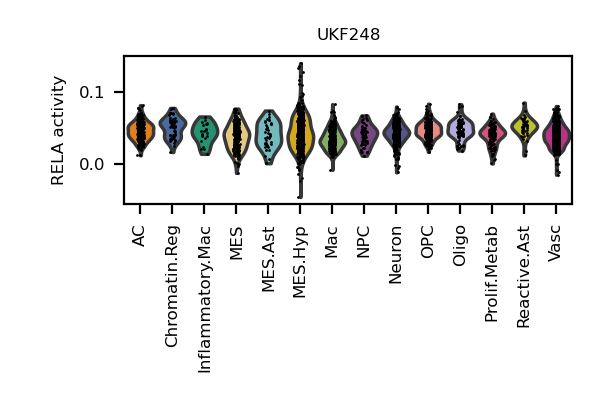 UKF248
RELA activity
0.1
0.0
AC
Chromatin.Reg
Inflammatory.Mac
MES
MES.Ast
MES.Hyp
Mac
NPC
Neuron
OPC
Oligo
Prolif.Metab
Reactive.Ast
Vasc